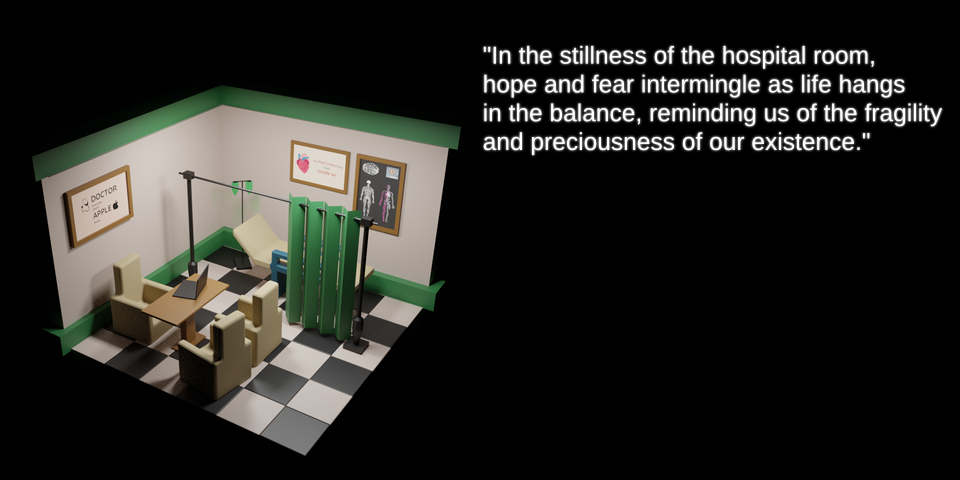 "In the stillness of the hospital room,
hope and fear intermingle as life hangs
in the balance, reminding us of the fragility
and preciousness of our existence."
DOCTOR
APPLE